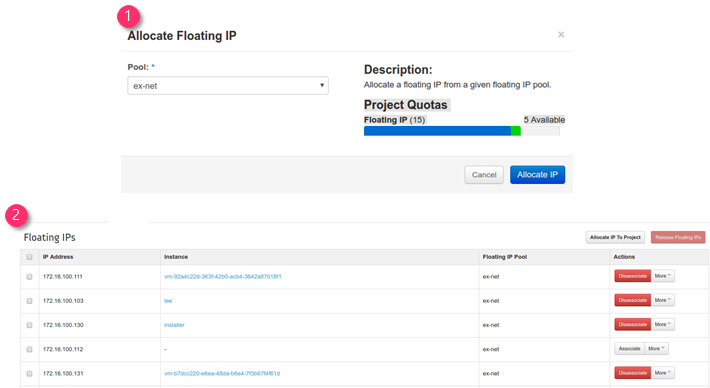 1
Allocate Floating IP ×
Pool: *
ex-net
Description:
Allocate a floating IP from a given floating IP pool.
Project Quotas
Floating IP (15) 5 Available
Cancel Allocate IP
2
Floating IPs Allocate IP To Project Release Floating IPs
IP Address Instance Floating IP Pool Actions
172.16.100.111 vm-92a4c22d-363f-42b0-acb4-3642a87018f1 ex-net Disassociate More
172.16.100.103 lee ex-net Disassociate More
172.16.100.130 installer ex-net Disassociate More
172.16.100.112 - ex-net Associate More
172.16.100.131 vm-b7dcc220-e6ea-48da-b6e4-7f3b67f4f61d ex-net Disassociate More